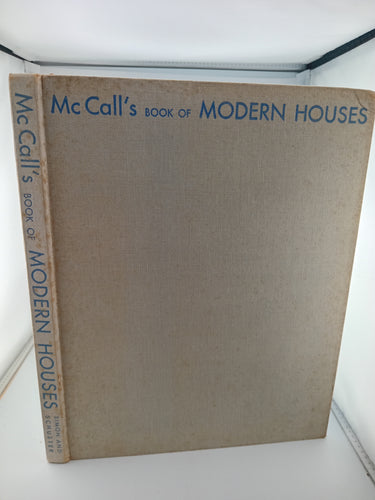 McCall's BOOK OF MODERN HOUSES
McCall's BOOK OF MODERN HOUSES
SIMON AND
SCHUSTER